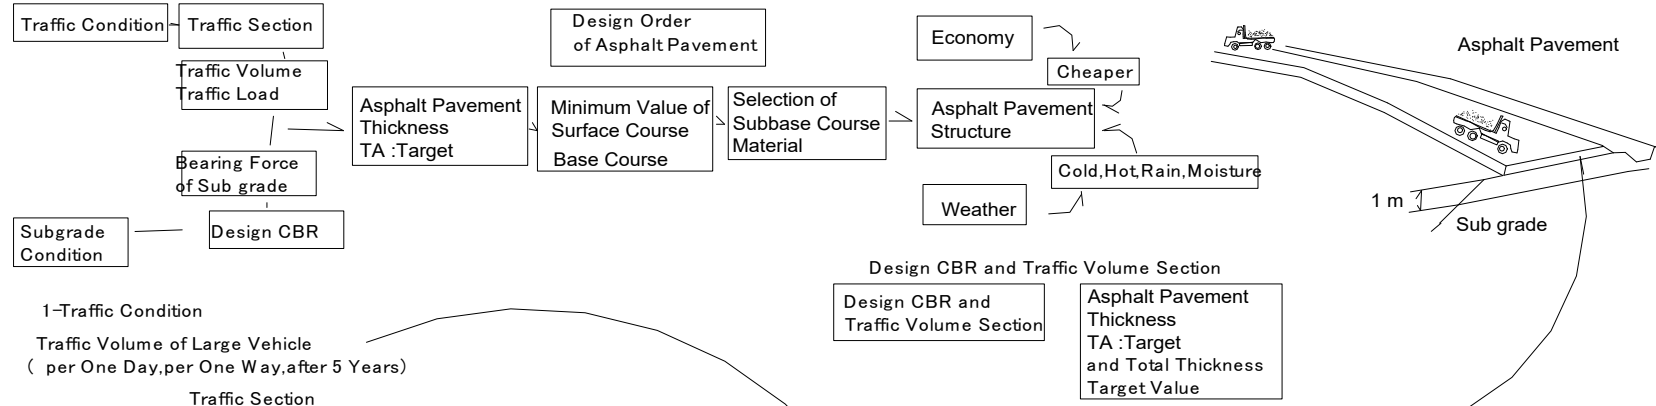 Traffic Condition
Traffic Section
Traffic Volume
Traffic Load
Bearing Force
of Sub grade
Design CBR
Subgrade
Condition
Design Order
of Asphalt Pavement
Asphalt Pavement
Thickness
TA :Target
Minimum Value of
Surface Course
Base Course
Selection of
Subbase Course
Material
Economy
Cheaper
Asphalt Pavement
Structure
Cold,Hot,Rain,Moisture
Weather
Asphalt Pavement
1 m
Sub grade
Design CBR and Traffic Volume Section
Design CBR and
Traffic Volume Section
Asphalt Pavement
Thickness
TA :Target
and Total Thickness
Target Value
1-Traffic Condition
Traffic Volume of Large Vehicle
( per One Day,per One Way,after 5 Years)
Traffic Section